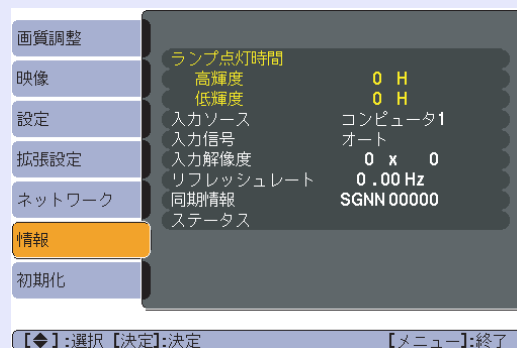 画質調整
映像
設定
拡張設定
ネットワーク
情報
初期化
ランプ点灯時間
高輝度 0 H
低輝度 0 H
入力ソース コンピュータ1
入力信号 オート
入力解像度 0 x 0
リフレッシュレート 0.00 Hz
同期情報 SGNN 00000
ステータス
[◆]:選択 [決定]:決定 [メニュー]:終了